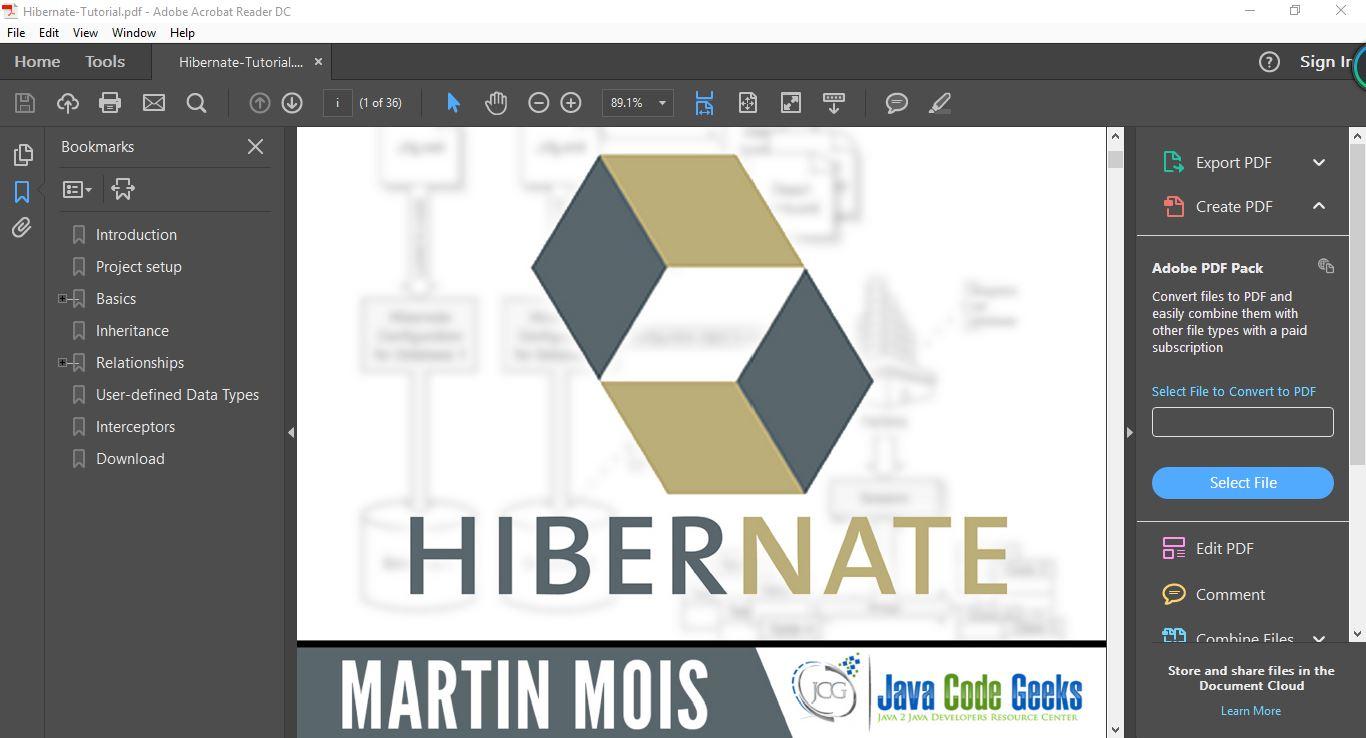 Hibernate-Tutorial.pdf - Adobe Acrobat Reader DC
File Edit View Window Help
Home Tools Hibernate-Tutorial.... × ? Sign In
i (1 of 36) 89.1%
Bookmarks
Introduction
Project setup
Basics
Inheritance
Relationships
User-defined Data Types
Interceptors
Download
HIBERNATE
MARTIN MOIS
JCG
Java Code Geeks
JAVA 2 JAVA DEVELOPERS RESOURCE CENTER
Export PDF
Create PDF
Adobe PDF Pack
Convert files to PDF and
easily combine them with
other file types with a paid
subscription
Select File to Convert to PDF
Select File
Edit PDF
Comment
Combine Files
Store and share files in the
Document Cloud
Learn More